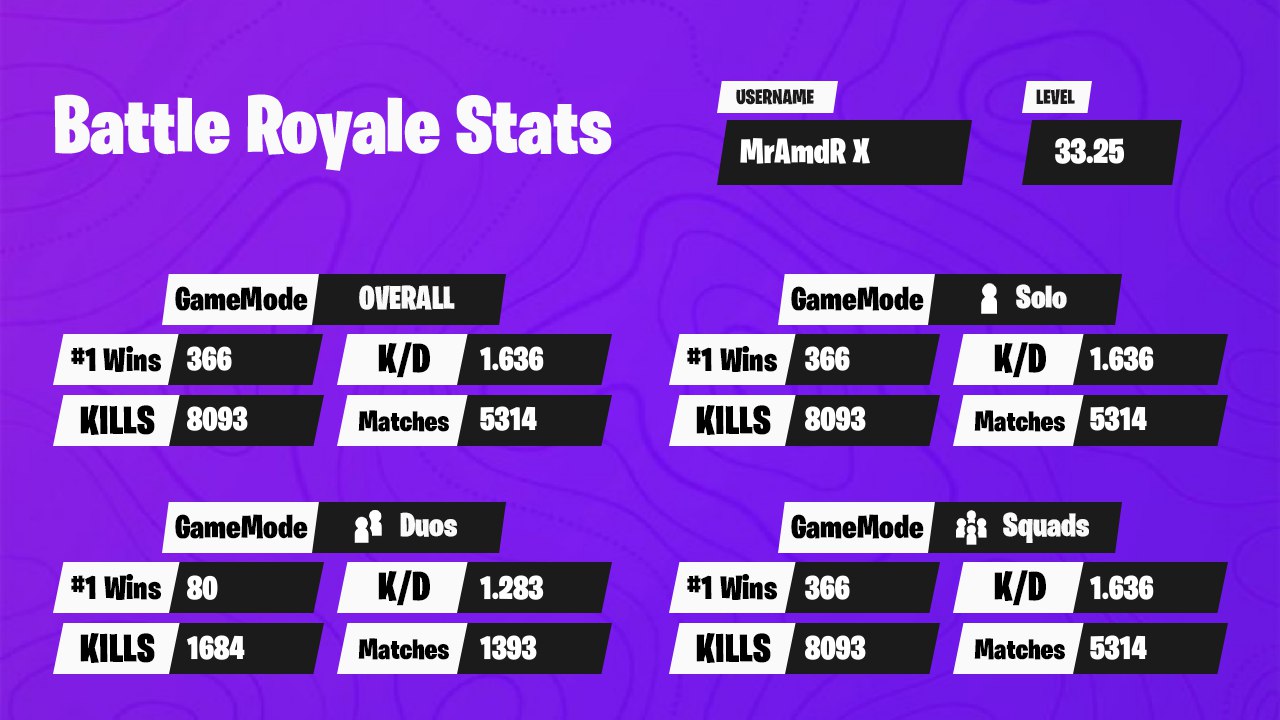 Battle Royale Stats
USERNAME
MrAmdR X
LEVEL
33.25
GameMode OVERALL
#1 Wins 366 K/D 1.636
KILLS 8093 Matches 5314
GameMode Solo
#1 Wins 366 K/D 1.636
KILLS 8093 Matches 5314
GameMode Duos
#1 Wins 80 K/D 1.283
KILLS 1684 Matches 1393
GameMode Squads
#1 Wins 366 K/D 1.636
KILLS 8093 Matches 5314